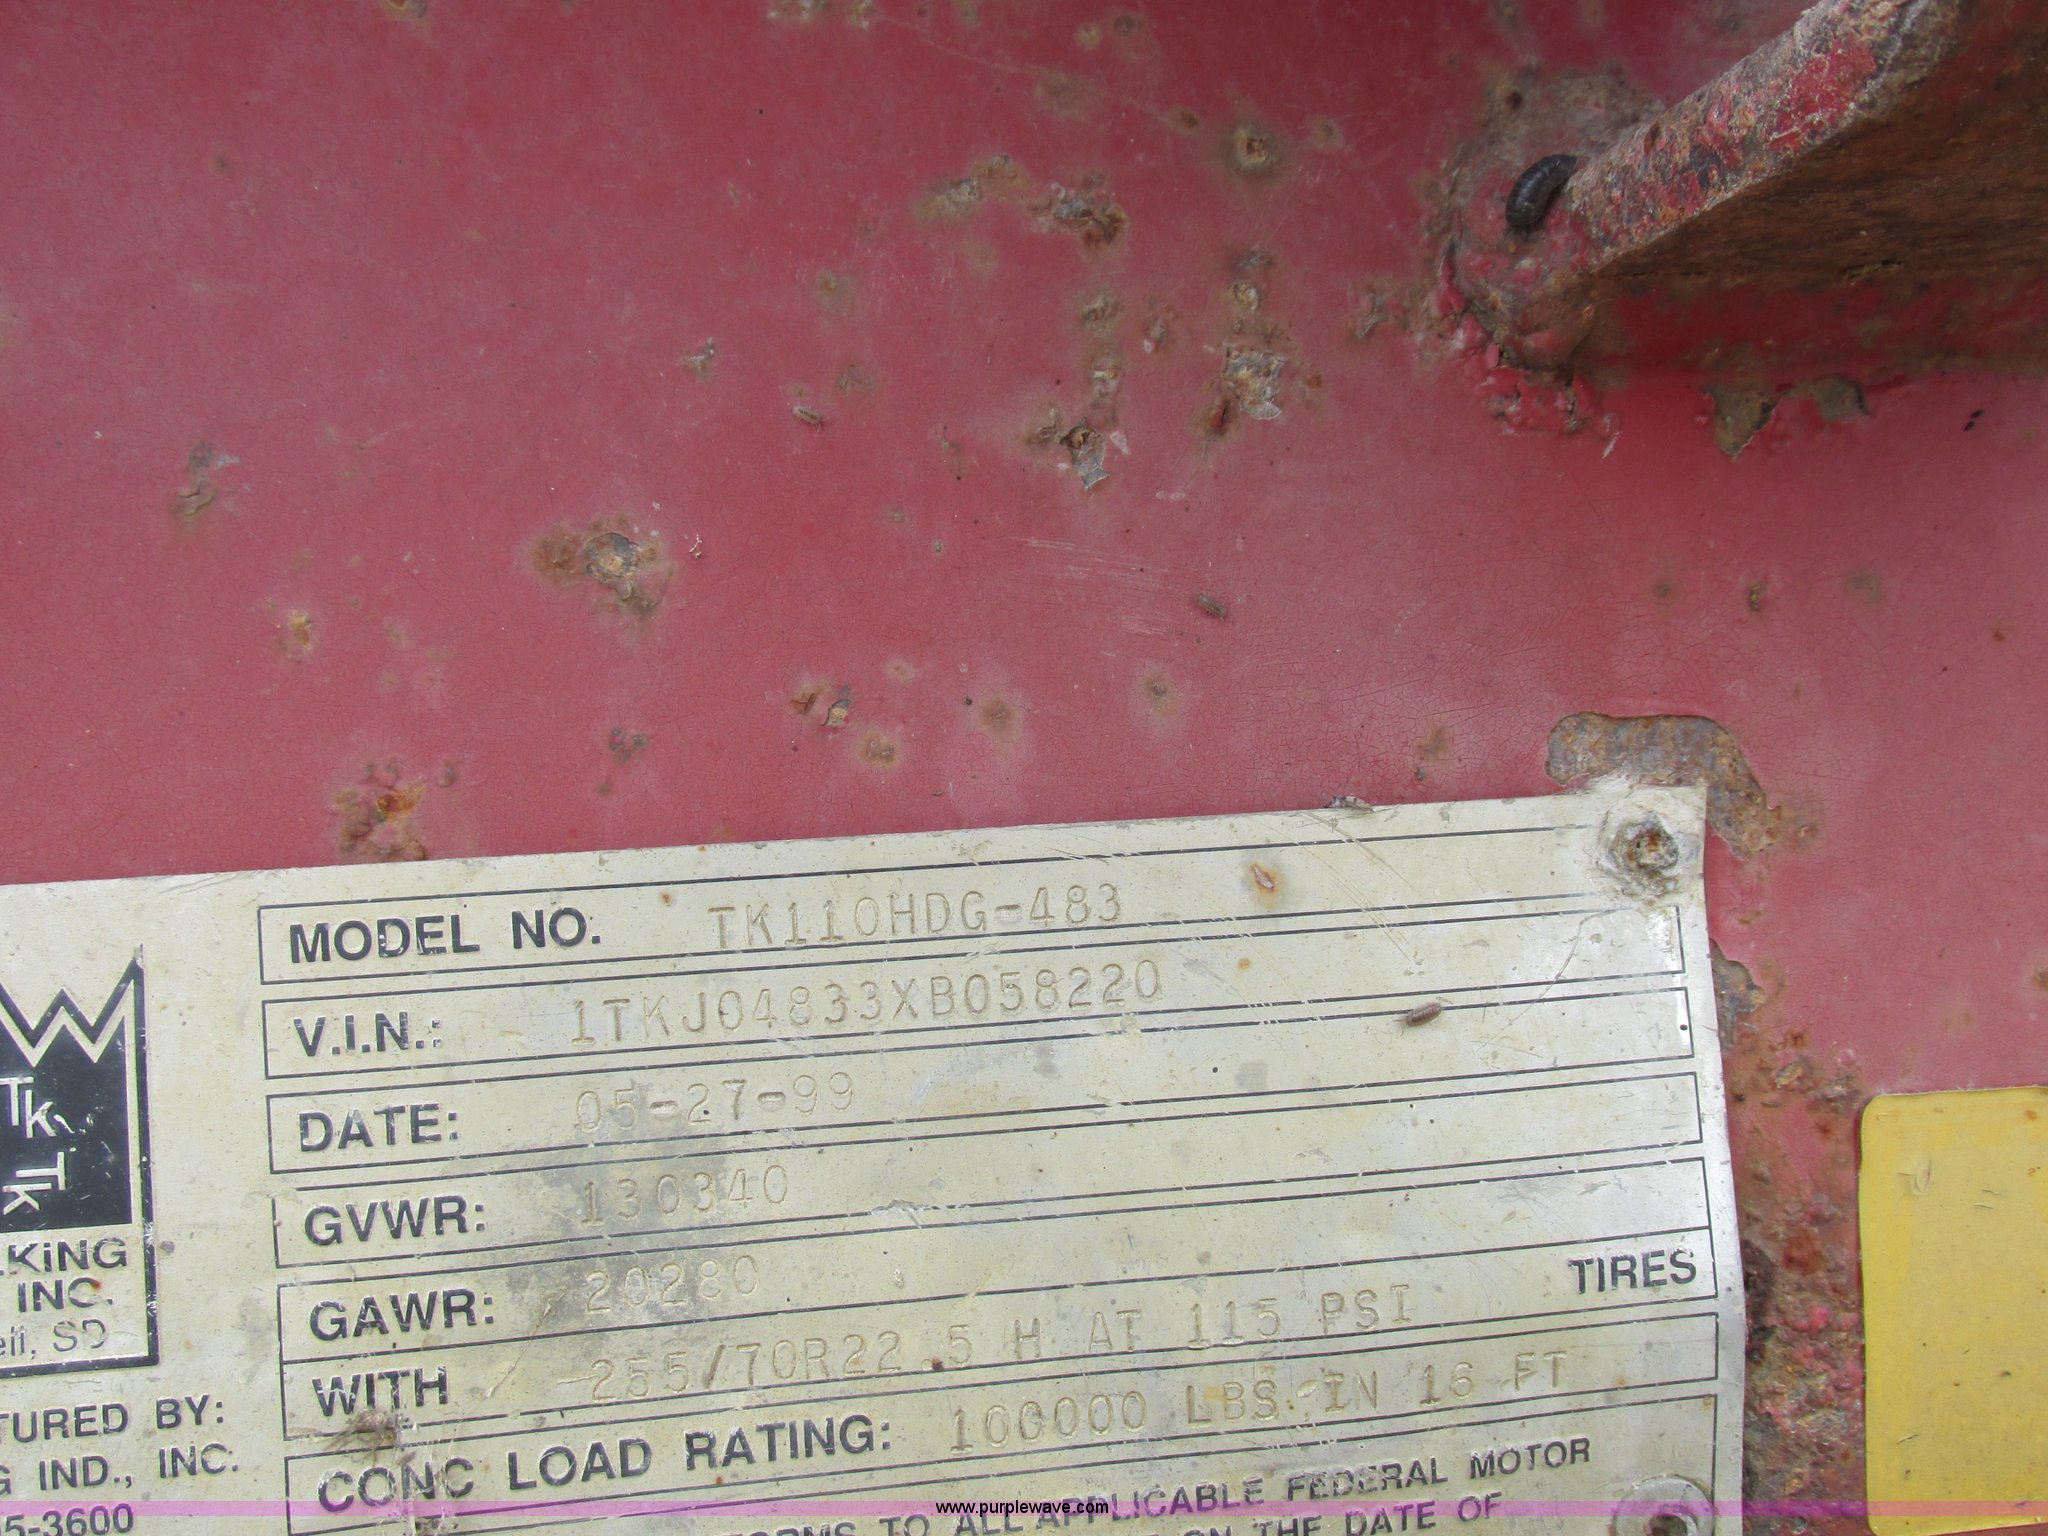 MODEL NO. TK110HDG-483
V.I.N.: 1TKJ04833XB058220
DATE: 05-27-99
GVWR: 130340
GAWR: 20280
TIRES
WITH 255/70R22.5 H AT 115 PSI
CONC LOAD RATING: 100000 LBS IN 16 FT
TO ALL APPLICABLE FEDERAL MOTOR
ON THE DATE OF
TK
TK
KING
INC.
SD
TURED BY:
G IND., INC.
5-3600
www.purplewave.com